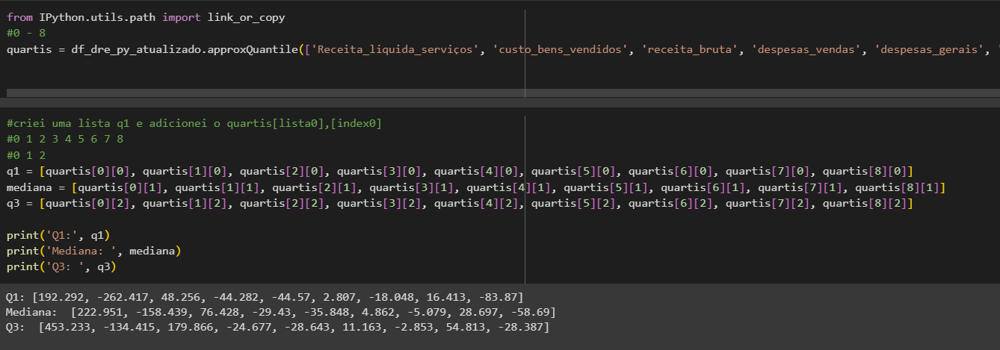 from IPython.utils.path import link_or_copy
#0 - 8
quartis = df_dre_py_atualizado.approxQuantile(['Receita_liquida_serviços', 'custo_bens_vendidos', 'receita_bruta', 'despesas_vendas', 'despesas_gerais', '
#criei uma lista q1 e adicionei o quartis[lista0],[index0]
#0 1 2 3 4 5 6 7 8
#0 1 2
q1 = [quartis[0][0], quartis[1][0], quartis[2][0], quartis[3][0], quartis[4][0], quartis[5][0], quartis[6][0], quartis[7][0], quartis[8][0]]
mediana = [quartis[0][1], quartis[1][1], quartis[2][1], quartis[3][1], quartis[4][1], quartis[5][1], quartis[6][1], quartis[7][1], quartis[8][1]]
q3 = [quartis[0][2], quartis[1][2], quartis[2][2], quartis[3][2], quartis[4][2], quartis[5][2], quartis[6][2], quartis[7][2], quartis[8][2]]
print('Q1:', q1)
print('Mediana: ', mediana)
print('Q3: ', q3)
Q1: [192.292, -262.417, 48.256, -44.282, -44.57, 2.807, -18.048, 16.413, -83.87]
Mediana:  [222.951, -158.439, 76.428, -29.43, -35.848, 4.862, -5.079, 28.697, -58.69]
Q3:  [453.233, -134.415, 179.866, -24.677, -28.643, 11.163, -2.853, 54.813, -28.387]